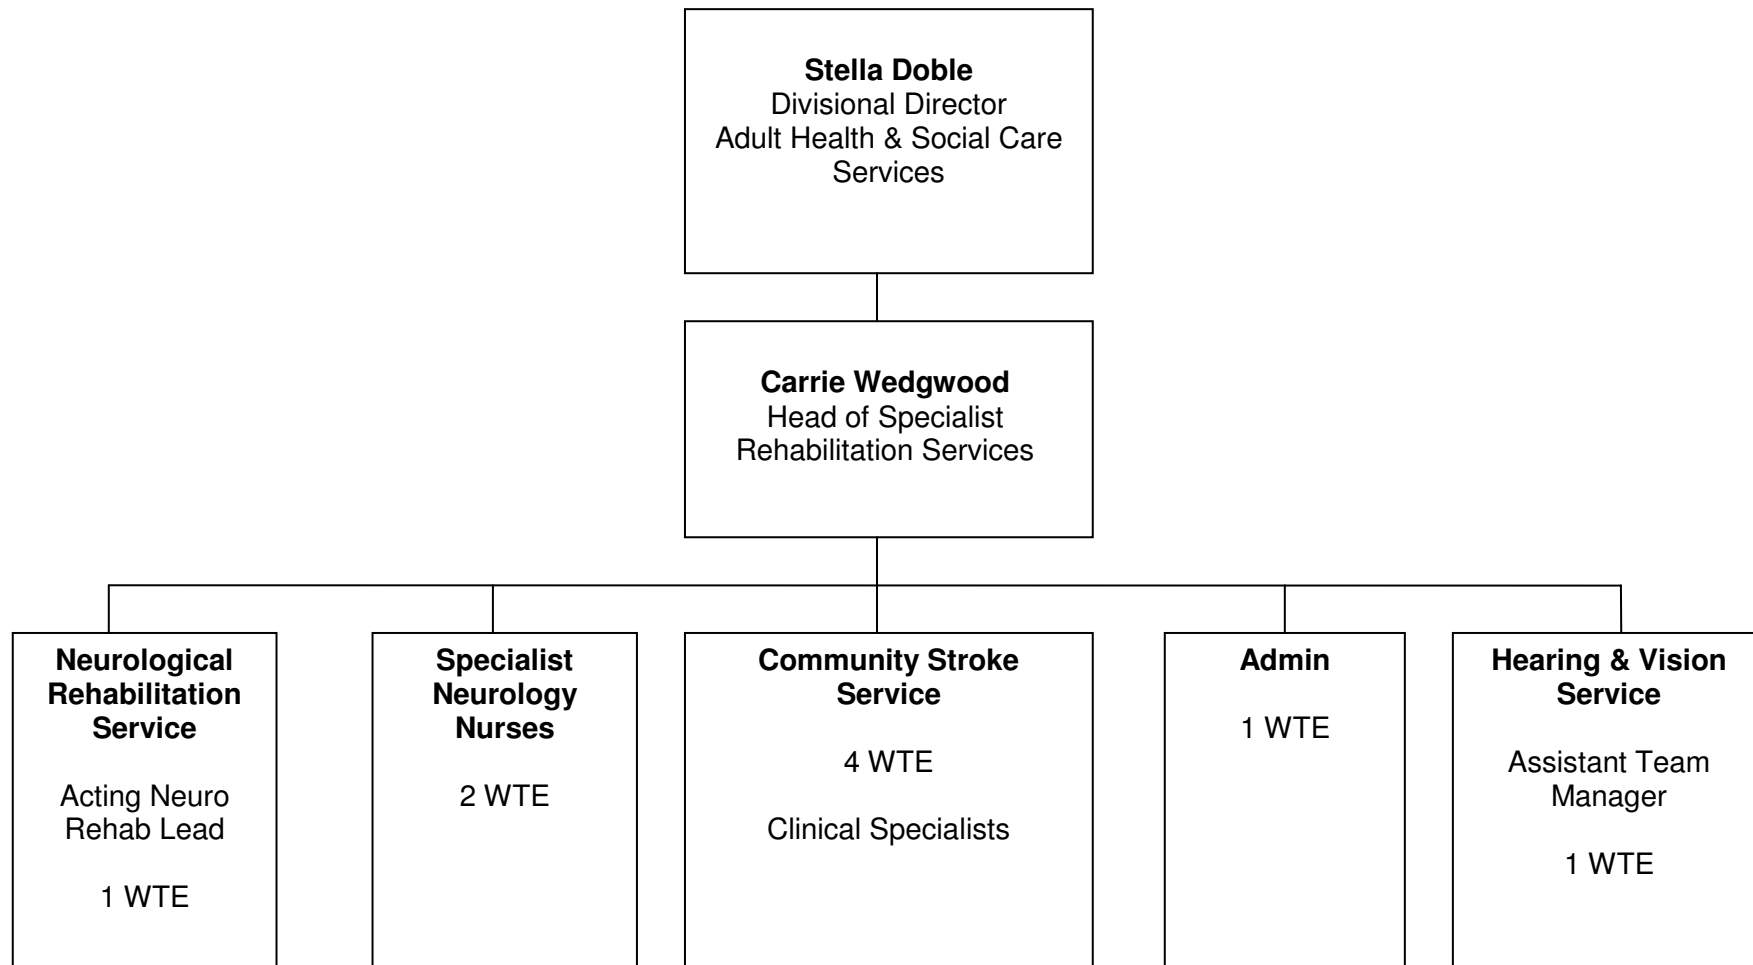 Stella Doble
Divisional Director
Adult Health & Social Care
Services
Carrie Wedgwood
Head of Specialist
Rehabilitation Services
Neurological
Rehabilitation
Service
Acting Neuro
Rehab Lead
1 WTE
Specialist
Neurology
Nurses
2 WTE
Community Stroke
Service
4 WTE
Clinical Specialists
Admin
1 WTE
Hearing & Vision
Service
Assistant Team
Manager
1 WTE